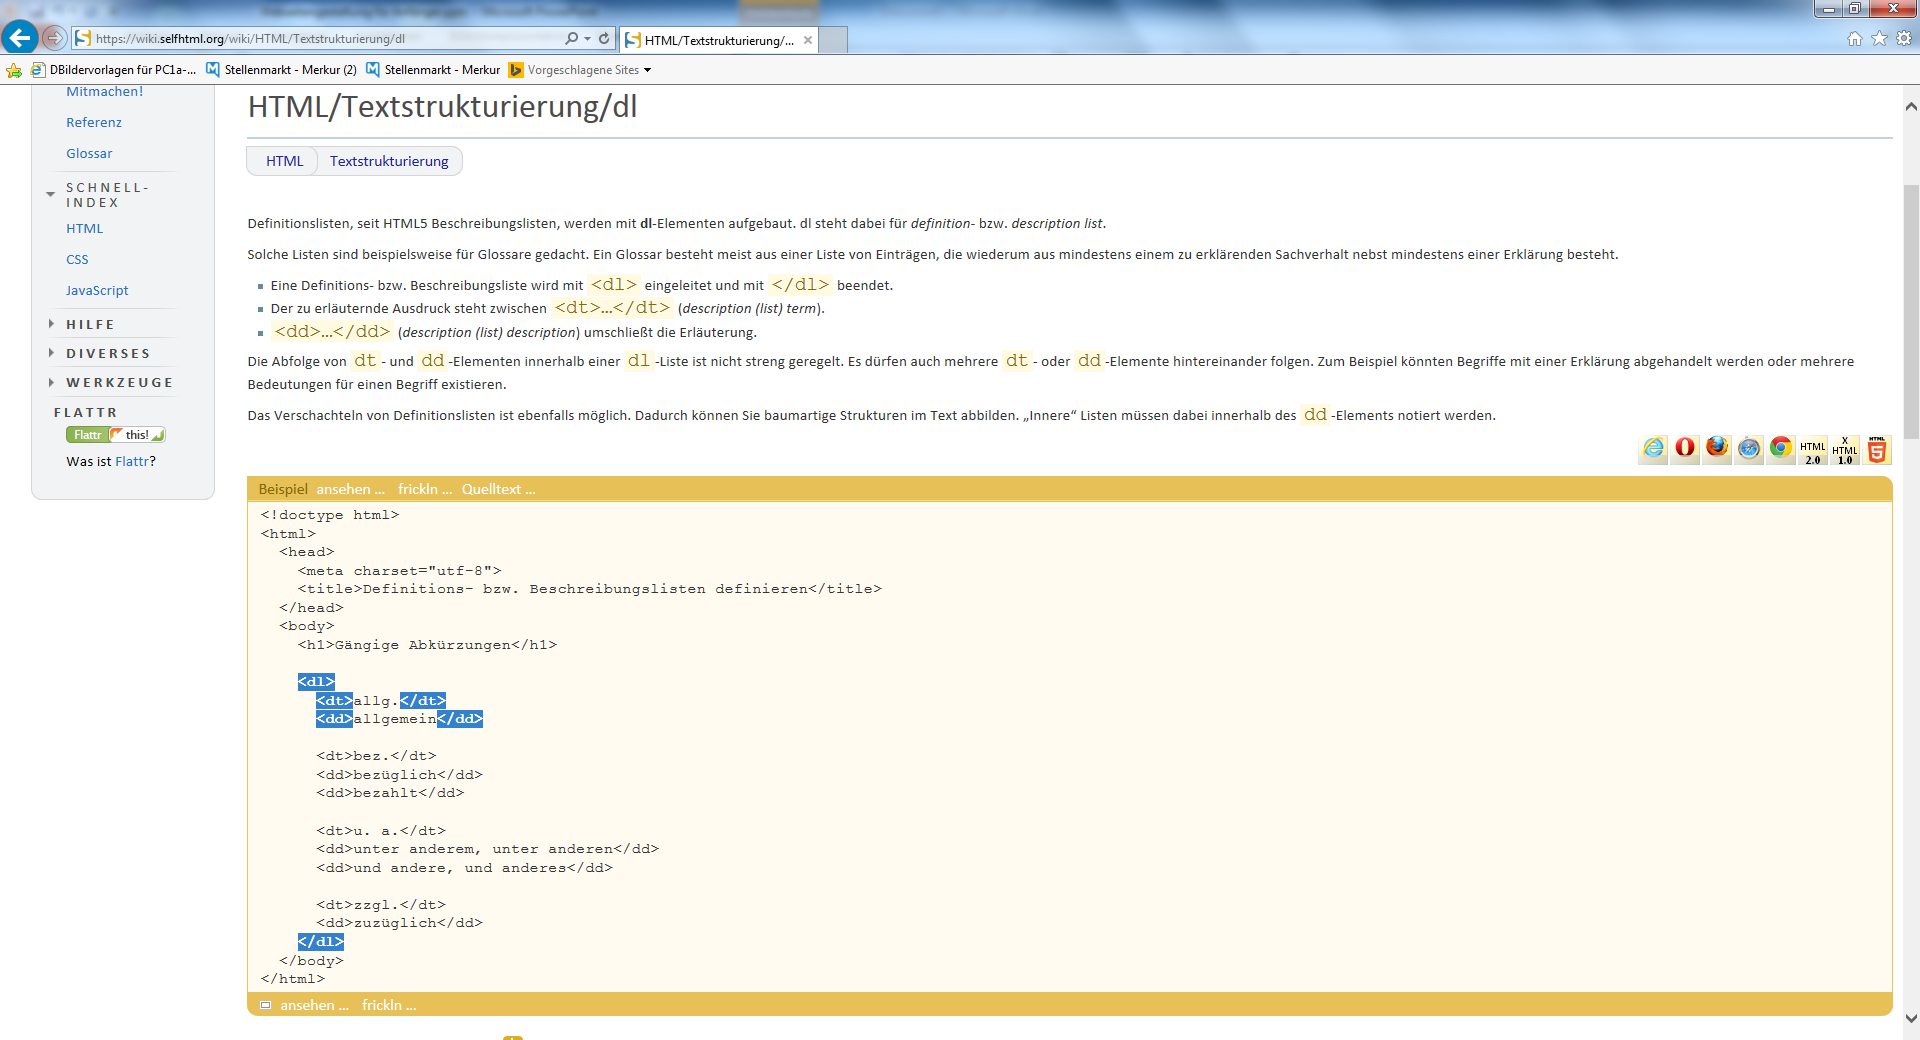 https://wiki.selfhtml.org/wiki/HTML/Textstrukturierung/dl
HTML/Textstrukturierung/...
DBildervorlagen für PC1a-...
Stellenmarkt - Merkur (2)
Stellenmarkt - Merkur
Vorgeschlagene Sites
Mitmachen!
Referenz
Glossar
SCHNELL-
INDEX
HTML
CSS
JavaScript
HILFE
DIVERSES
WERKZEUGE
FLATTR
Flattr this!
Was ist Flattr?
HTML/Textstrukturierung/dl
HTML Textstrukturierung
Definitionslisten, seit HTML5 Beschreibungslisten, werden mit dl-Elementen aufgebaut. dl steht dabei für definition- bzw. description list.
Solche Listen sind beispielsweise für Glossare gedacht. Ein Glossar besteht meist aus einer Liste von Einträgen, die wiederum aus mindestens einem zu erklärenden Sachverhalt nebst mindestens einer Erklärung besteht.
Eine Definitions- bzw. Beschreibungsliste wird mit <dl> eingeleitet und mit </dl> beendet.
Der zu erläuternde Ausdruck steht zwischen <dt>…</dt> (description (list) term).
<dd>…</dd> (description (list) description) umschließt die Erläuterung.
Die Abfolge von dt- und dd-Elementen innerhalb einer dl-Liste ist nicht streng geregelt. Es dürfen auch mehrere dt- oder dd-Elemente hintereinander folgen. Zum Beispiel könnten Begriffe mit einer Erklärung abgehandelt werden oder mehrere
Bedeutungen für einen Begriff existieren.
Das Verschachteln von Definitionslisten ist ebenfalls möglich. Dadurch können Sie baumartige Strukturen im Text abbilden. „Innere“ Listen müssen dabei innerhalb des dd-Elements notiert werden.
HTML 2.0
X HTML 1.0
HTML 5
Beispiel ansehen … frickln … Quelltext …
<!doctype html>
<html>
<head>
<meta charset="utf-8">
<title>Definitions- bzw. Beschreibungslisten definieren</title>
</head>
<body>
<h1>Gängige Abkürzungen</h1>
<dl>
<dt>allg.</dt>
<dd>allgemein</dd>
<dt>bez.</dt>
<dd>bezüglich</dd>
<dd>bezahlt</dd>
<dt>u. a.</dt>
<dd>unter anderem, unter anderen</dd>
<dd>und andere, und anderes</dd>
<dt>zzgl.</dt>
<dd>zuzüglich</dd>
</dl>
</body>
</html>
ansehen … frickln …